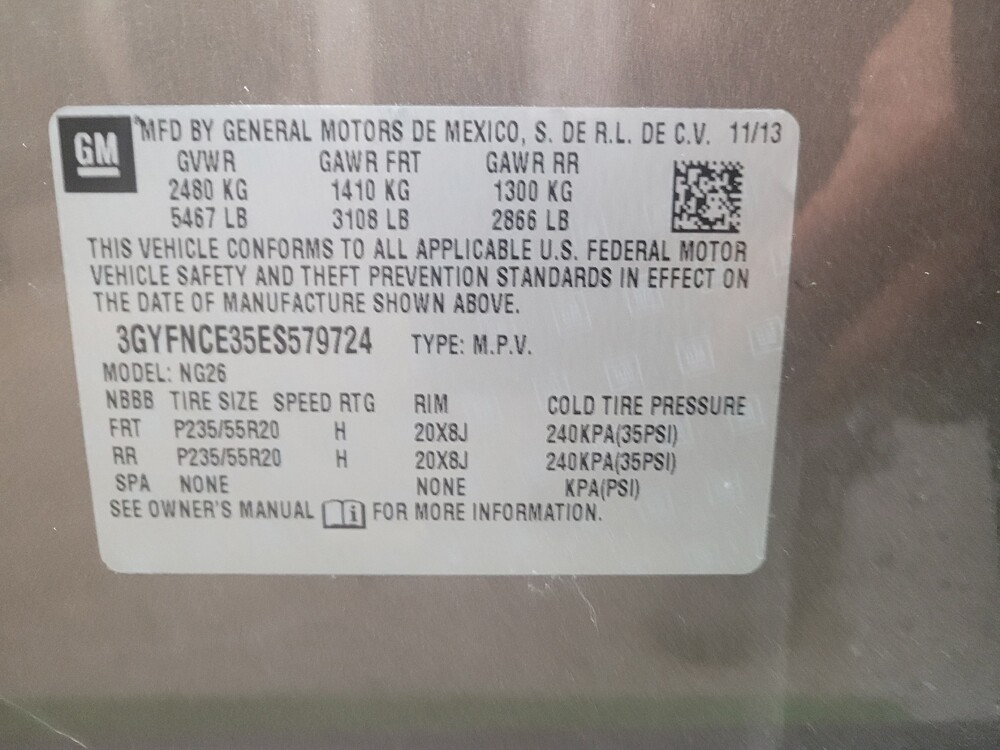 GM
MFD BY GENERAL MOTORS DE MEXICO, S. DE R.L. DE C.V. 11/13
GVWR GAWR FRT GAWR RR
2480 KG 1410 KG 1300 KG
5467 LB 3108 LB 2866 LB
THIS VEHICLE CONFORMS TO ALL APPLICABLE U.S. FEDERAL MOTOR
VEHICLE SAFETY AND THEFT PREVENTION STANDARDS IN EFFECT ON
THE DATE OF MANUFACTURE SHOWN ABOVE.
3GYFNCE35ES579724 TYPE: M.P.V.
MODEL: NG26
NBBB TIRE SIZE SPEED RTG RIM COLD TIRE PRESSURE
FRT P235/55R20 H 20X8J 240KPA(35PSI)
RR P235/55R20 H 20X8J 240KPA(35PSI)
SPA NONE NONE KPA(PSI)
SEE OWNER'S MANUAL i FOR MORE INFORMATION.